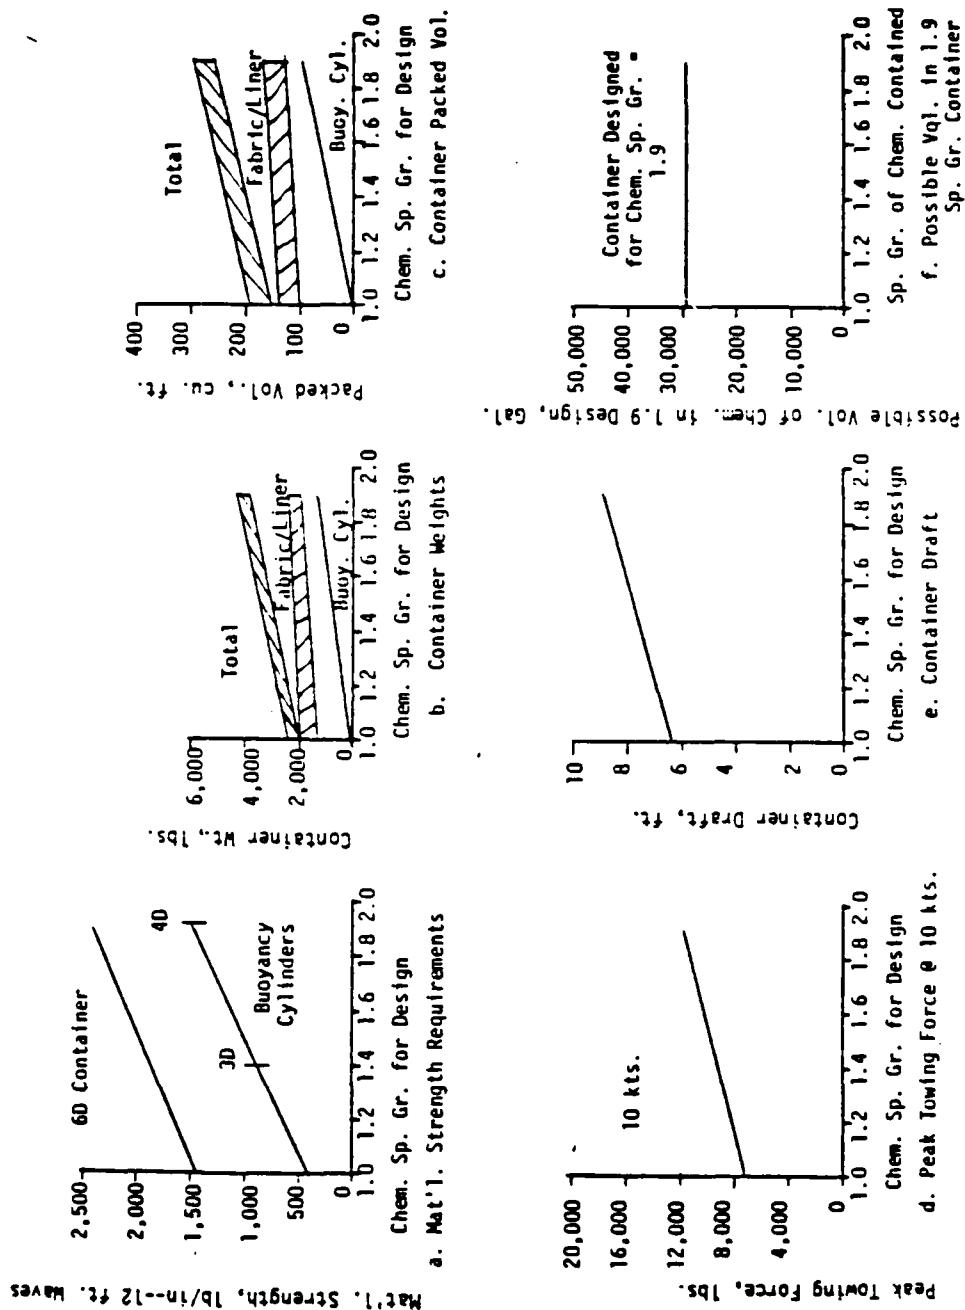 Mat'l. Strength, lb/in--12 ft. Waves
2,500
2,000
1,500
1,000
500
0
6D Container
3D
4D
Buoyancy
Cylinders
1.0 1.2 1.4 1.6 1.8 2.0
Chem. Sp. Gr. for Design
a. Mat'l. Strength Requirements
Container Wt., lbs.
6,000
4,000
2,000
0
Total
Fabric/Liner
Buoy. Cyl.
1.0 1.2 1.4 1.6 1.8 2.0
Chem. Sp. Gr. for Design
b. Container Weights
Packed Vol., cu. ft.
400
300
200
100
0
Total
Fabric/Liner
Buoy. Cyl.
1.0 1.2 1.4 1.6 1.8 2.0
Chem. Sp. Gr. for Design
c. Container Packed Vol.
Peak Towing Force, lbs.
20,000
16,000
12,000
8,000
4,000
0
10 kts.
1.0 1.2 1.4 1.6 1.8 2.0
Chem. Sp. Gr. for Design
d. Peak Towing Force @ 10 kts.
Container Draft, ft.
10
8
6
4
2
0
1.0 1.2 1.4 1.6 1.8 2.0
Chem. Sp. Gr. for Design
e. Container Draft
Possible Vol. of Chem. in 1.9 Design, Gal.
50,000
40,000
30,000
20,000
10,000
0
Container Designed
for Chem. Sp. Gr. =
1.9
1.0 1.2 1.4 1.6 1.8 2.0
Sp. Gr. of Chem. Contained
f. Possible Vol. in 1.9
Sp. Gr. Container